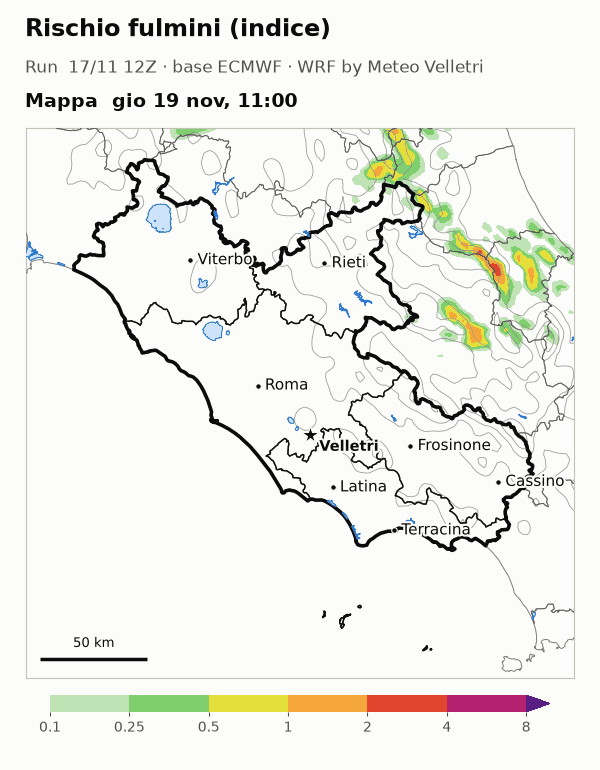 Rischio fulmini (indice)
Run 17/11 12Z · base ECMWF · WRF by Meteo Velletri
Mappa gio 19 nov, 11:00
Viterbo
Rieti
Roma
Velletri
Frosinone
Latina
Cassino
Terracina
50 km
0.1 0.25 0.5 1 2 4 8